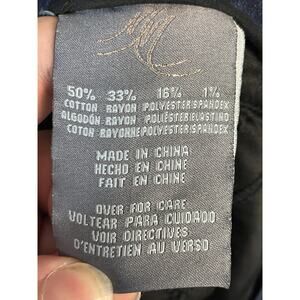 50% 33% 16% 1%
COTTON RAYON POLYESTER SPANDEX
ALGODÓN RAYON POLIÉSTER ELASTINO
COTON RAYONNE POLYESTER SPANDEX
MADE IN CHINA
HECHO EN CHINE
FAIT EN CHINE
OVER FOR CARE
VOLTEAR PARA CUIDADO
VOIR DIRECTIVES
D'ENTRETIEN AU VERSO